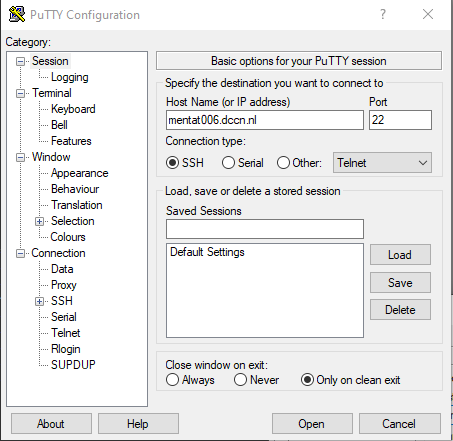 PuTTY Configuration
? ×
Category:
Session
Logging
Terminal
Keyboard
Bell
Features
Window
Appearance
Behaviour
Translation
Selection
Colours
Connection
Data
Proxy
SSH
Serial
Telnet
Rlogin
SUPDUP
Basic options for your PuTTY session
Specify the destination you want to connect to
Host Name (or IP address) Port
mentat006.dccn.nl 22
Connection type:
SSH Serial Other: Telnet
Load, save or delete a stored session
Saved Sessions
Default Settings
Load
Save
Delete
Close window on exit:
Always Never Only on clean exit
About Help Open Cancel